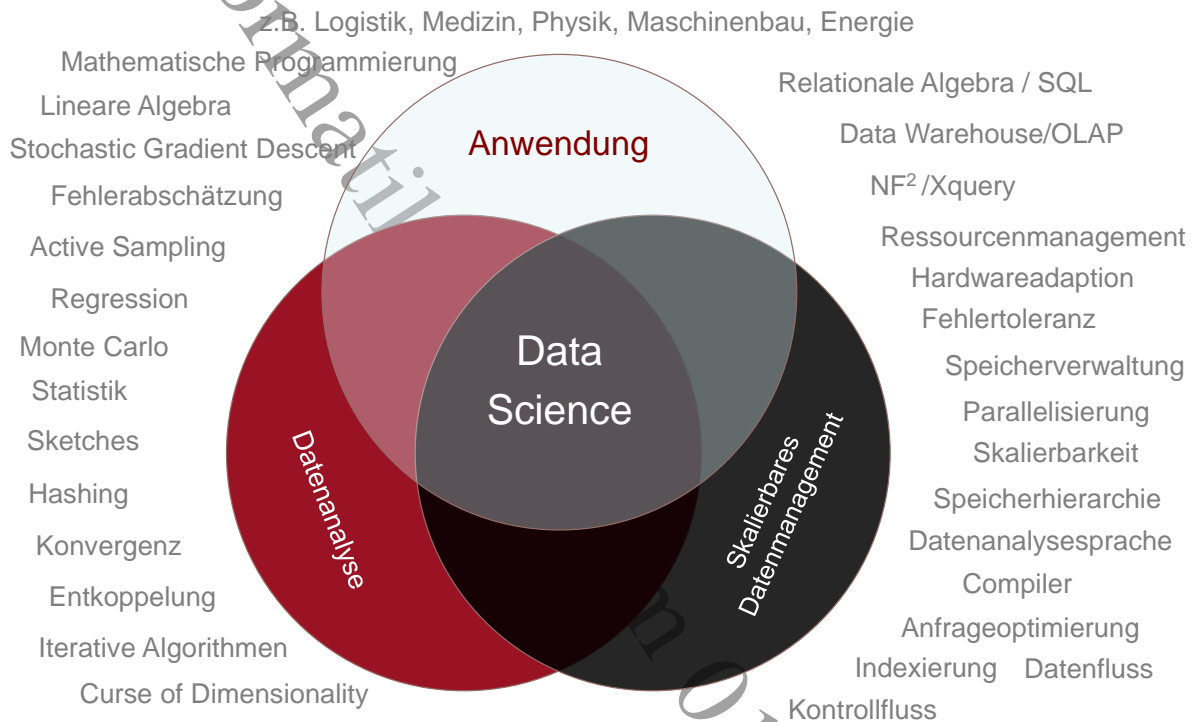 z.B. Logistik, Medizin, Physik, Maschinenbau, Energie
Mathematische Programmierung
Lineare Algebra
Stochastic Gradient Descent
Fehlerabschätzung
Active Sampling
Regression
Monte Carlo
Statistik
Sketches
Hashing
Konvergenz
Entkoppelung
Iterative Algorithmen
Curse of Dimensionality
Anwendung
Data
Science
Datenanalyse
Skalierbares
Datenmanagement
Relationale Algebra / SQL
Data Warehouse/OLAP
NF² /Xquery
Ressourcenmanagement
Hardwareadaption
Fehlertoleranz
Speicherverwaltung
Parallelisierung
Skalierbarkeit
Speicherhierarchie
Datenanalysesprache
Compiler
Anfrageoptimierung
Indexierung Datenfluss
Kontrollfluss